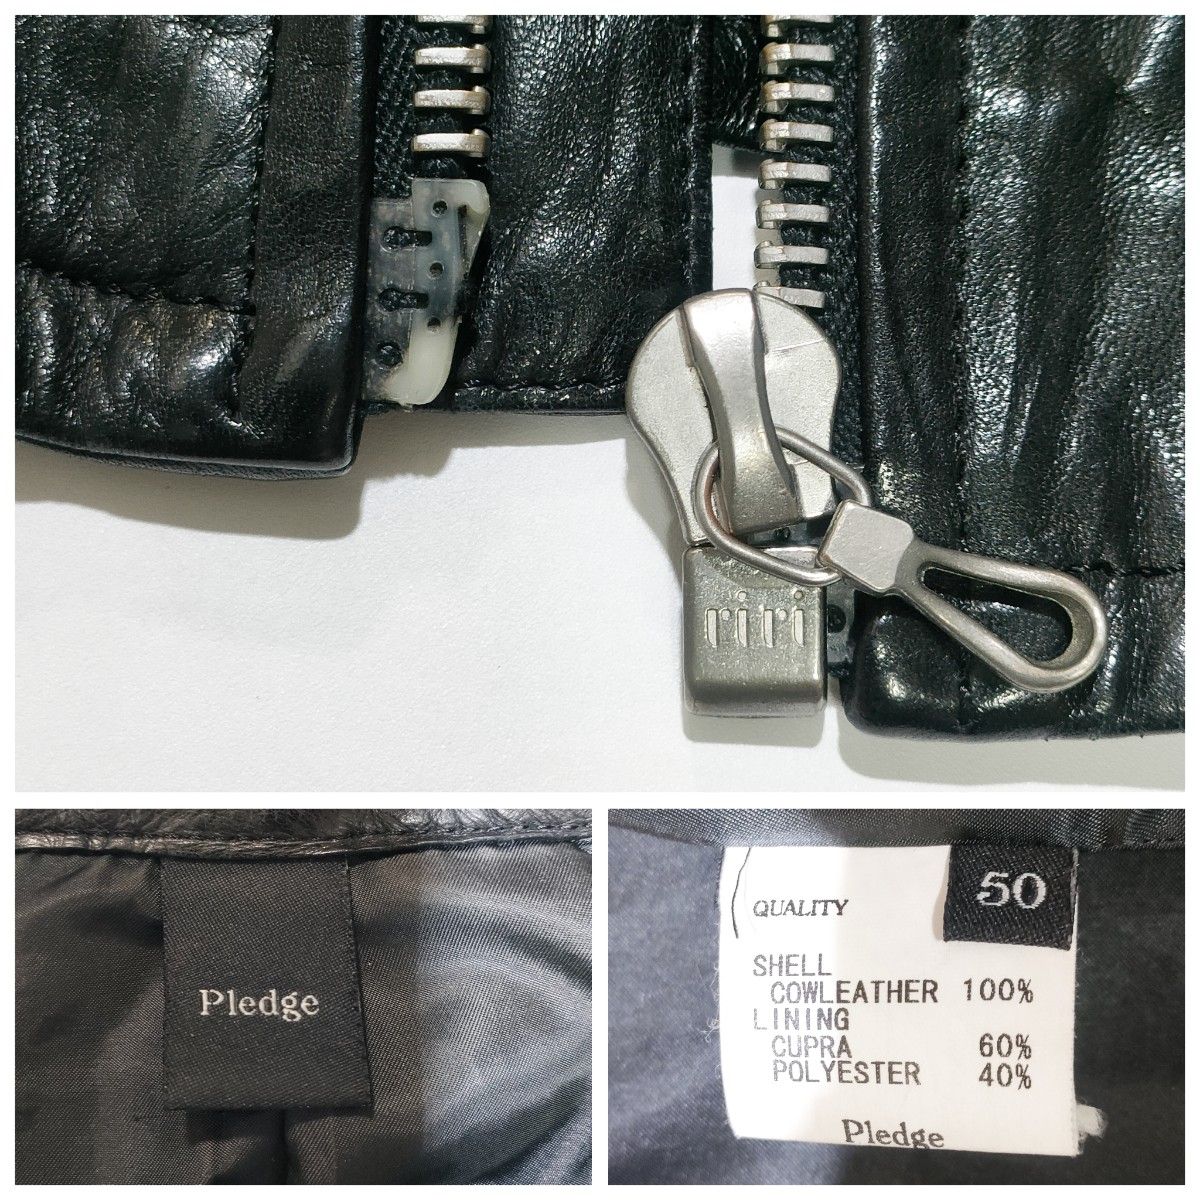 riri
Pledge
50
QUALITY
SHELL
COWLEATHER 100%
LINING
CUPRA 60%
POLYESTER 40%
Pledge